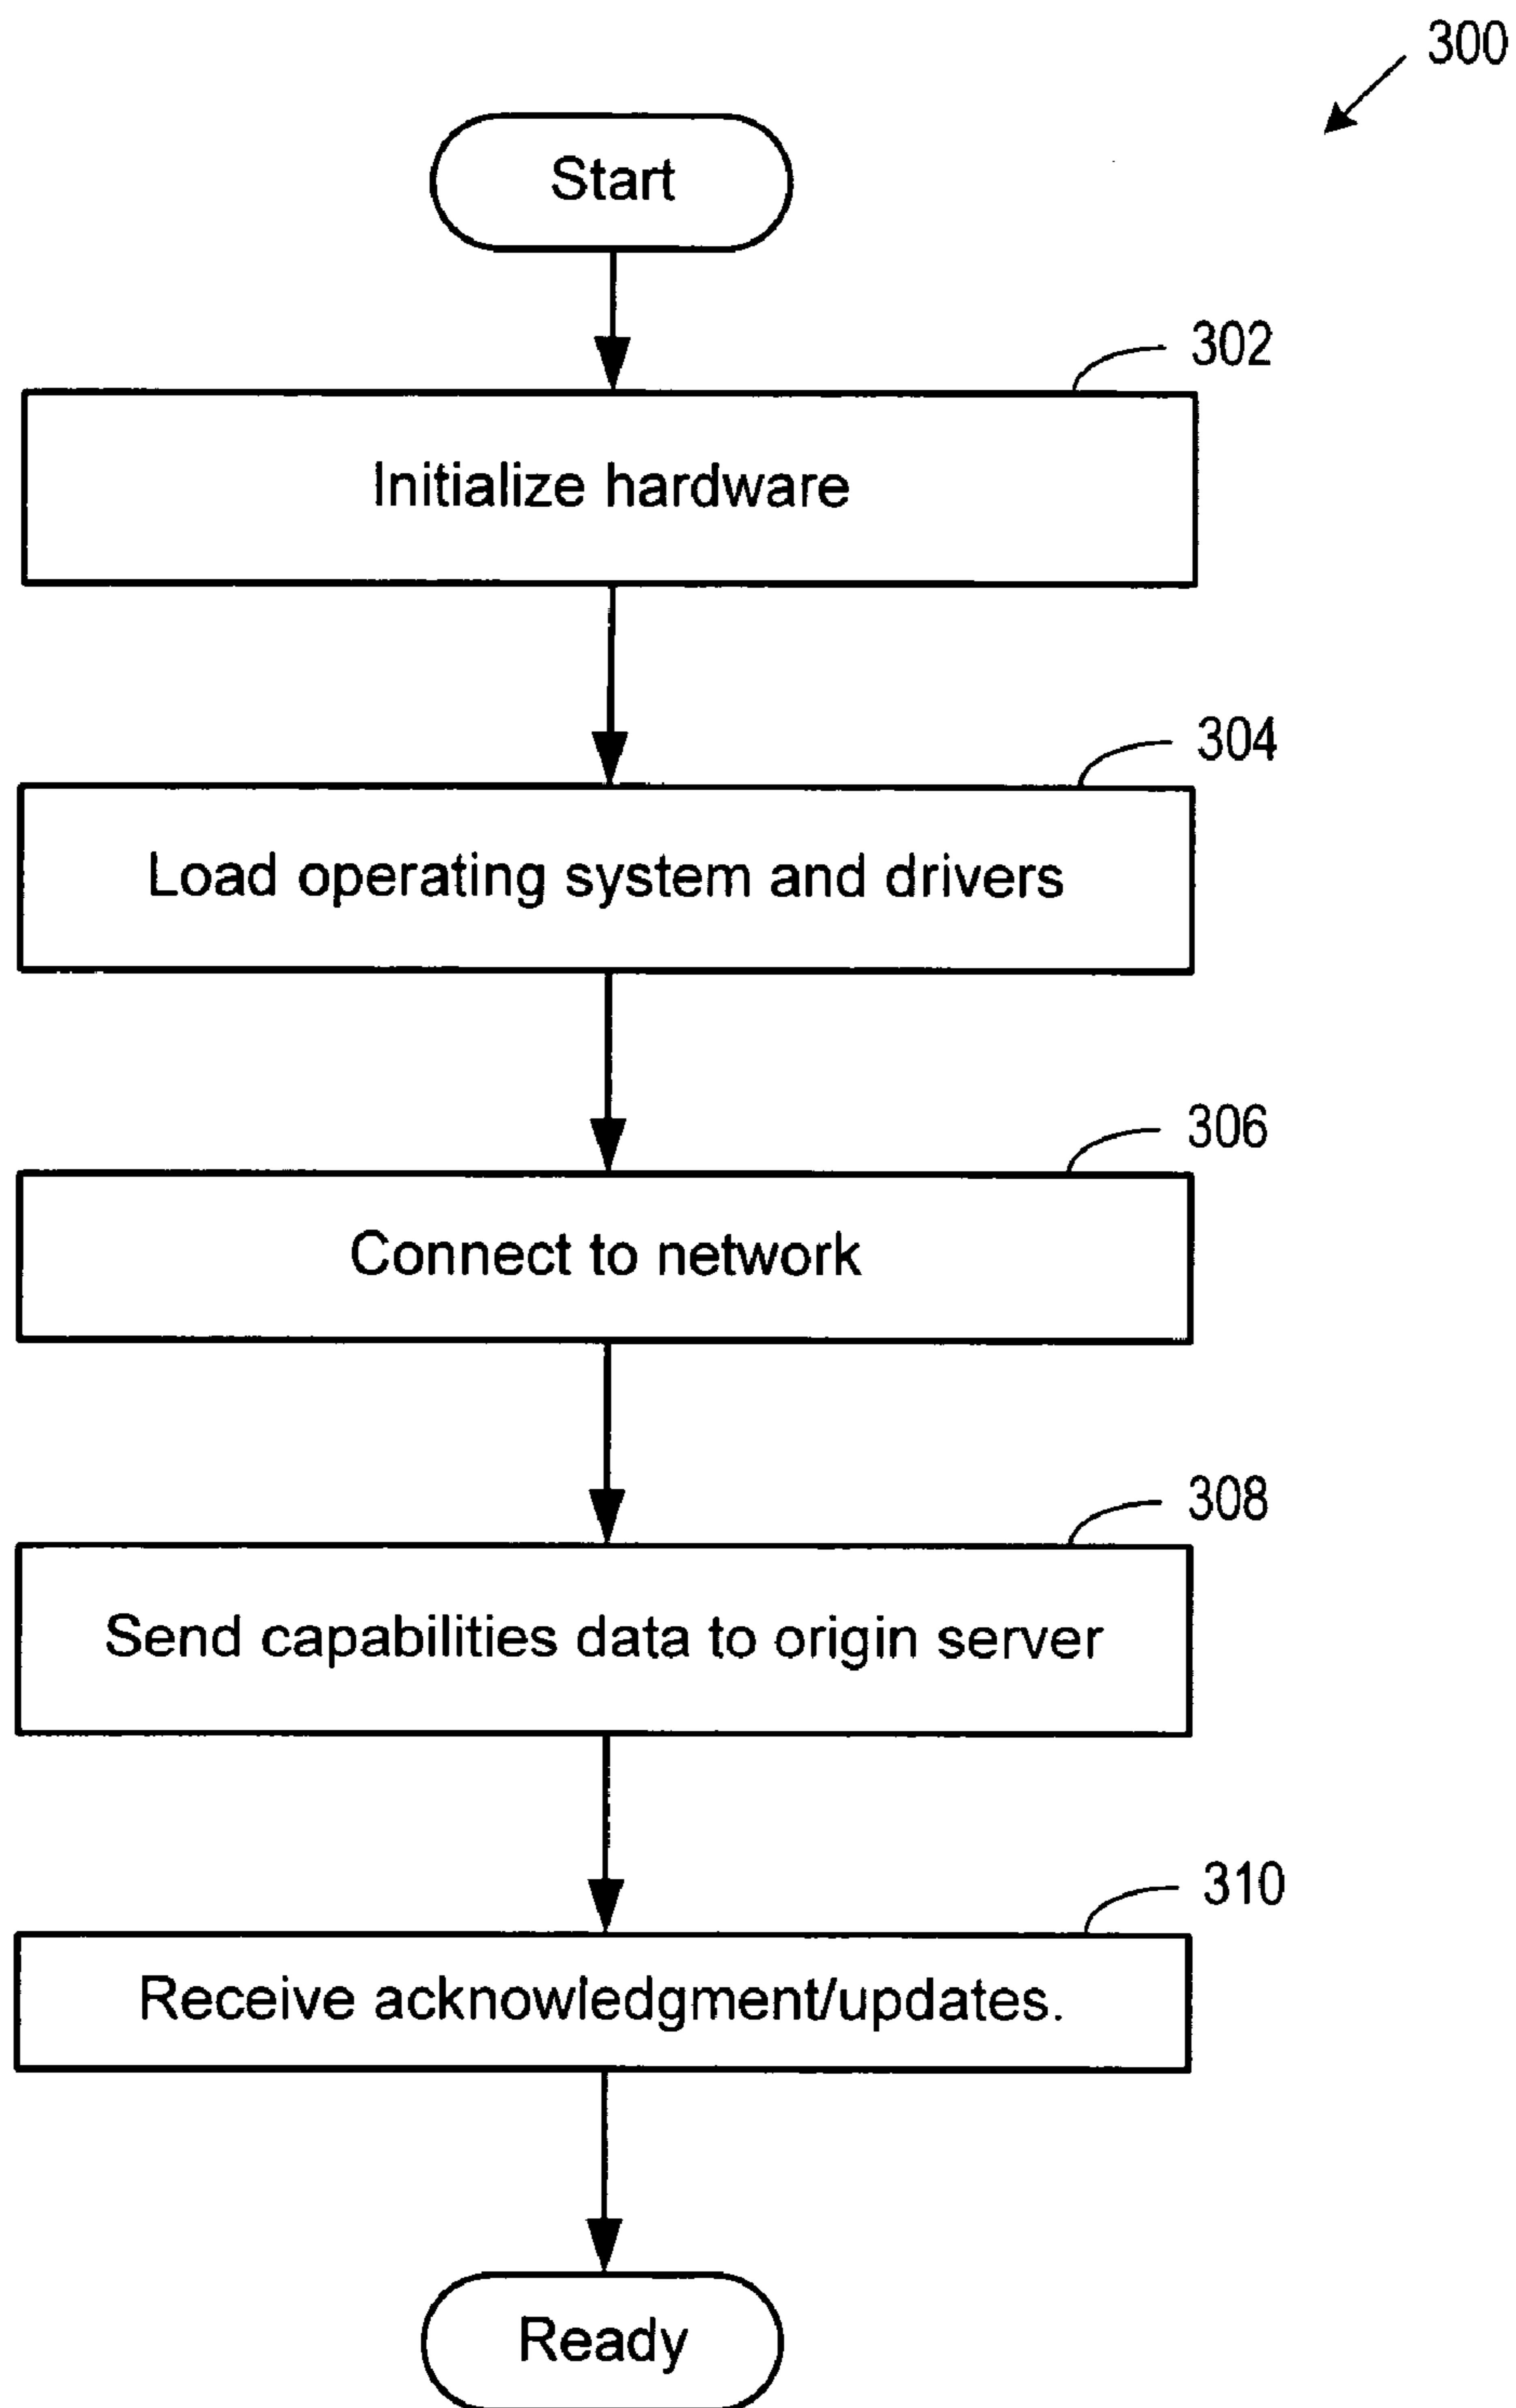 300
Start
302
Initialize hardware
304
Load operating system and drivers
306
Connect to network
308
Send capabilities data to origin server
310
Receive acknowledgment/updates.
Ready